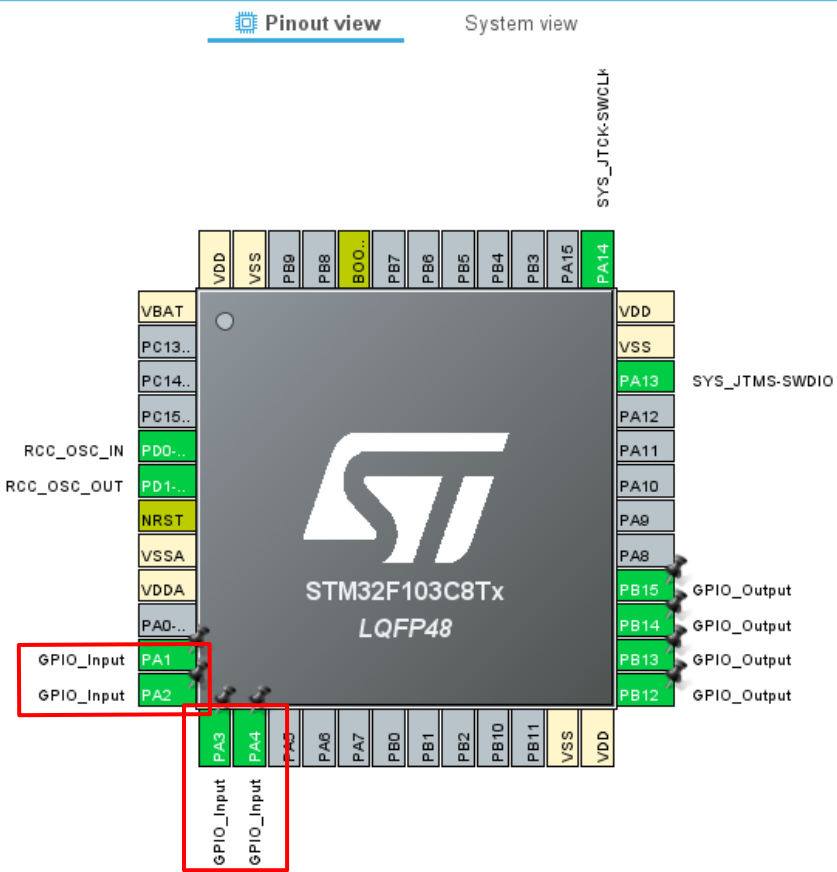 Pinout view
System view
SYS_JTCK-SWCLK
VDD
VSS
PB9
PB8
BOO..
PB7
PB6
PB5
PB4
PB3
PA15
PA14
VBAT
PC13..
PC14..
PC15..
RCC_OSC_IN PD0-..
RCC_OSC_OUT PD1-..
NRST
VSSA
VDDA
PA0-..
GPIO_Input PA1
GPIO_Input PA2
ST
STM32F103C8Tx
LQFP48
VDD
VSS
PA13 SYS_JTMS-SWDIO
PA12
PA11
PA10
PA9
PA8
PB15 GPIO_Output
PB14 GPIO_Output
PB13 GPIO_Output
PB12 GPIO_Output
PA3
PA4
PA5
PA6
PA7
PB0
PB1
PB2
PB10
PB11
VSS
VDD
GPIO_Input
GPIO_Input